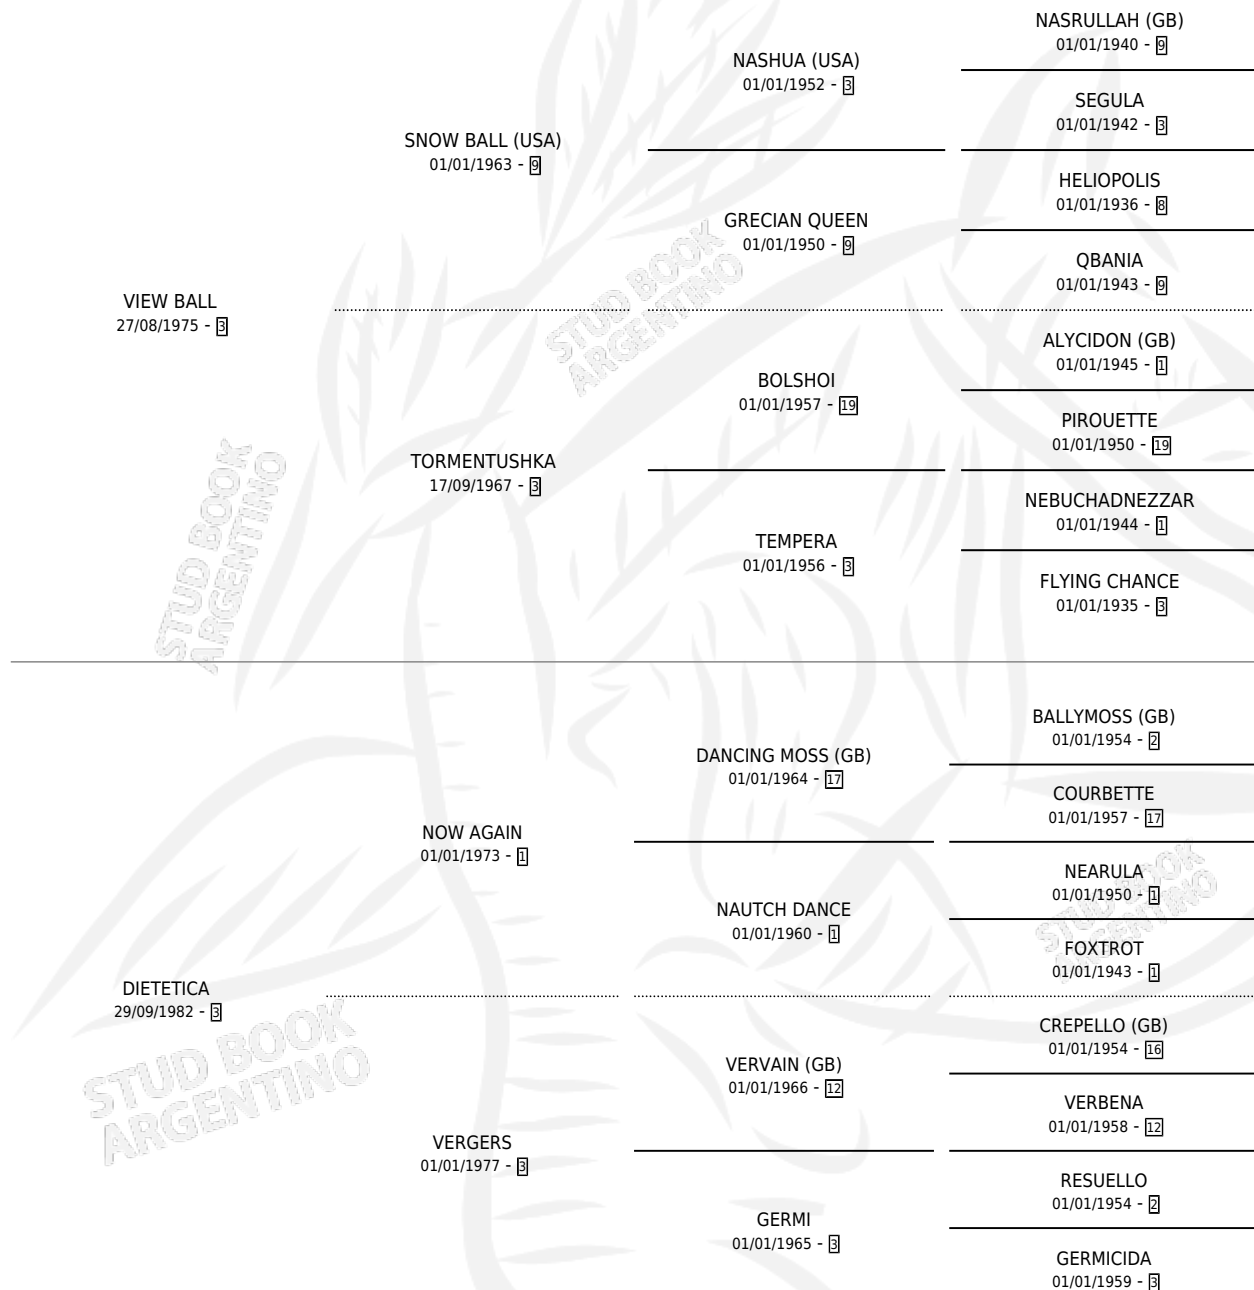 NASRULLAH (GB)
01/01/1940 - 9
NASHUA (USA)
01/01/1952 - 3
SEGULA
01/01/1942 - 3
SNOW BALL (USA)
01/01/1963 - 9
HELIOPOLIS
01/01/1936 - 8
GRECIAN QUEEN
01/01/1950 - 9
QBANIA
01/01/1943 - 9
VIEW BALL
27/08/1975 - 3
STUD BOOK
ARGENTINO
ALYCIDON (GB)
01/01/1945 - 1
BOLSHOI
01/01/1957 - 19
PIROUETTE
01/01/1950 - 19
TORMENTUSHKA
17/09/1967 - 3
NEBUCHADNEZZAR
01/01/1944 - 1
TEMPERA
01/01/1956 - 3
FLYING CHANCE
01/01/1935 - 3
STUD BOOK
ARGENTINO
BALLYMOSS (GB)
01/01/1954 - 2
DANCING MOSS (GB)
01/01/1964 - 17
COURBETTE
01/01/1957 - 17
NOW AGAIN
01/01/1973 - 1
NEARULA
01/01/1950 - 1
NAUTCH DANCE
01/01/1960 - 1
FOXTROT
01/01/1943 - 1
STUD BOOK
ARGENTINO
DIETETICA
29/09/1982 - 3
STUD BOOK
ARGENTINO
CREPELLO (GB)
01/01/1954 - 16
VERVAIN (GB)
01/01/1966 - 12
VERBENA
01/01/1958 - 12
VERGERS
01/01/1977 - 3
RESUELLO
01/01/1954 - 2
GERMI
01/01/1965 - 3
GERMICIDA
01/01/1959 - 3